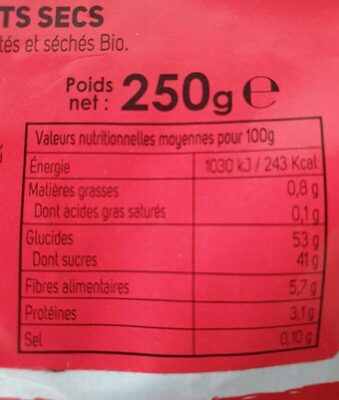 TS SECS
tés et séchés Bio.
Poids net : 250g e
Valeurs nutritionnelles moyennes pour 100g
Énergie 1030 kJ / 243 Kcal
Matières grasses 0,8 g
Dont acides gras saturés 0,1 g
Glucides 53 g
Dont sucres 41 g
Fibres alimentaires 5,7 g
Protéines 3,1 g
Sel 0,10 g